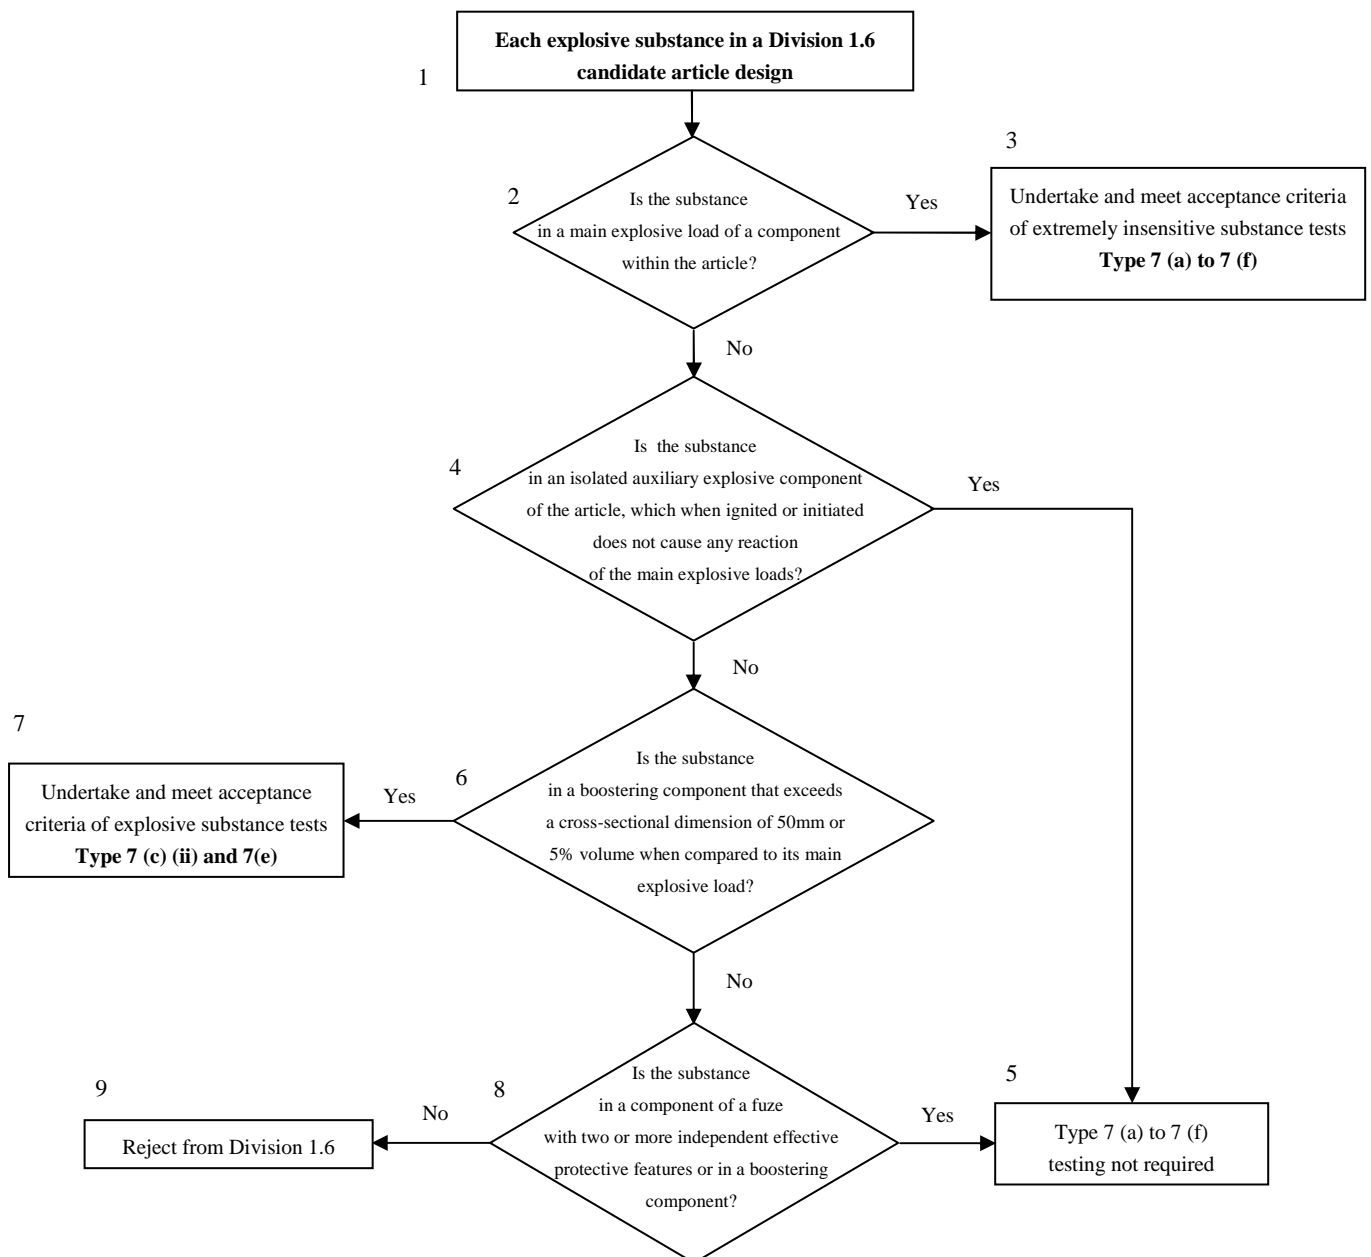 Each explosive substance in a Division 1.6
candidate article design
1
2
Is the substance
in a main explosive load of a component
within the article?
Yes
3
Undertake and meet acceptance criteria
of extremely insensitive substance tests
Type 7 (a) to 7 (f)
No
4
Is the substance
in an isolated auxiliary explosive component
of the article, which when ignited or initiated
does not cause any reaction
of the main explosive loads?
Yes
No
7
Undertake and meet acceptance
criteria of explosive substance tests
Type 7 (c) (ii) and 7(e)
Yes
6
Is the substance
in a boostering component that exceeds
a cross-sectional dimension of 50mm or
5% volume when compared to its main
explosive load?
No
9
Reject from Division 1.6
No
8
Is the substance
in a component of a fuze
with two or more independent effective
protective features or in a boostering
component?
Yes
5
Type 7 (a) to 7 (f)
testing not required